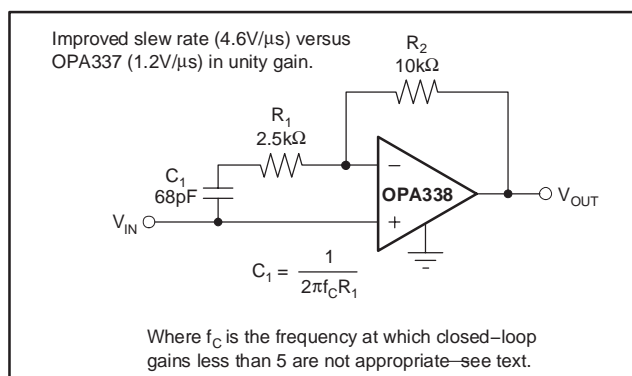 Improved slew rate (4.6V/μs) versus
OPA337 (1.2V/μs) in unity gain.
R2
10kΩ
R1
2.5kΩ
C1
68pF
−
OPA338
+
VIN
VOUT
C1 = 1 / 2πfCR1
Where fC is the frequency at which closed−loop
gains less than 5 are not appropriate—see text.